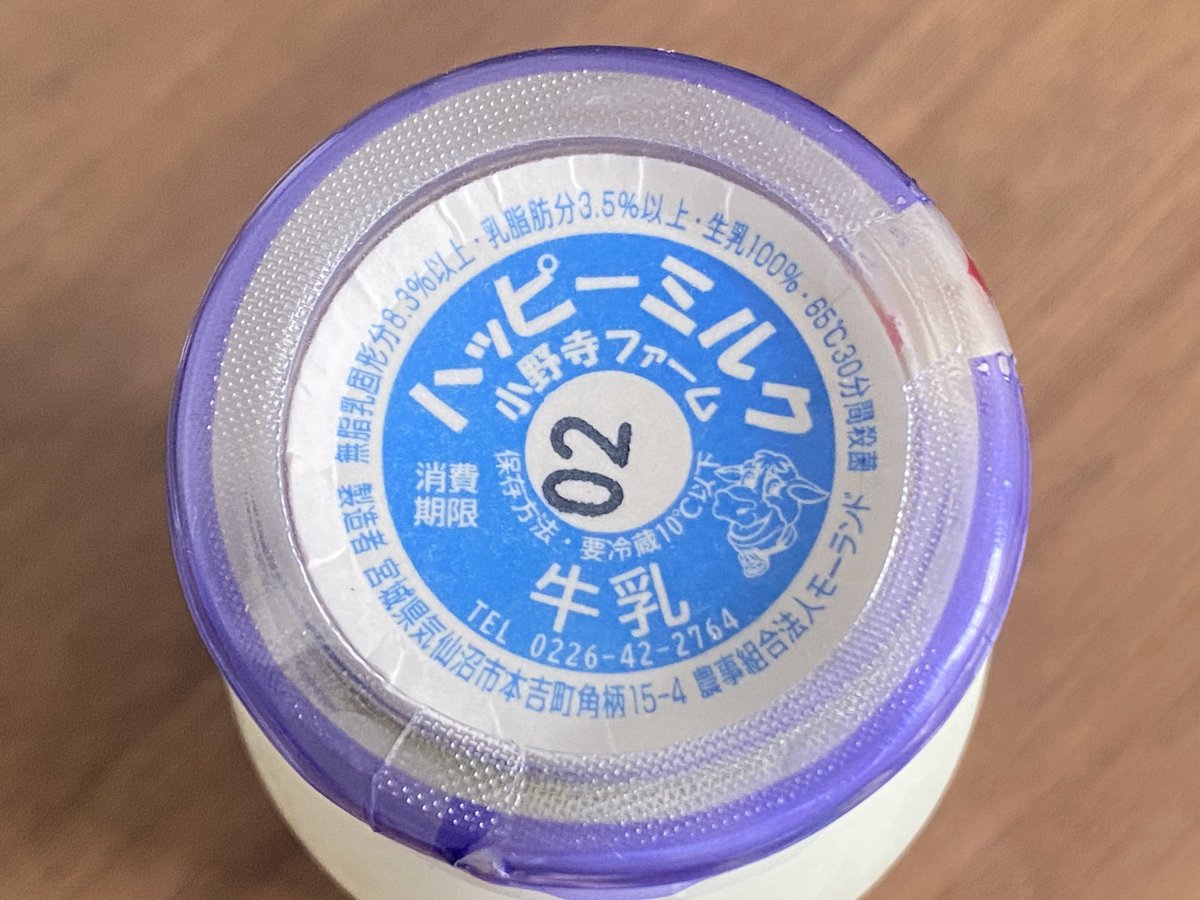 無脂乳固形分8.3%以上・乳脂肪分3.5%以上・生乳100%・65℃30分間殺菌
ハッピーミルク
小野寺ファーム
02
消費
期限
保存方法・要冷蔵10℃以下
牛乳
TEL 0226-42-2764
製造者 宮城県気仙沼市本吉町角柄15-4 農事組合法人モーランド